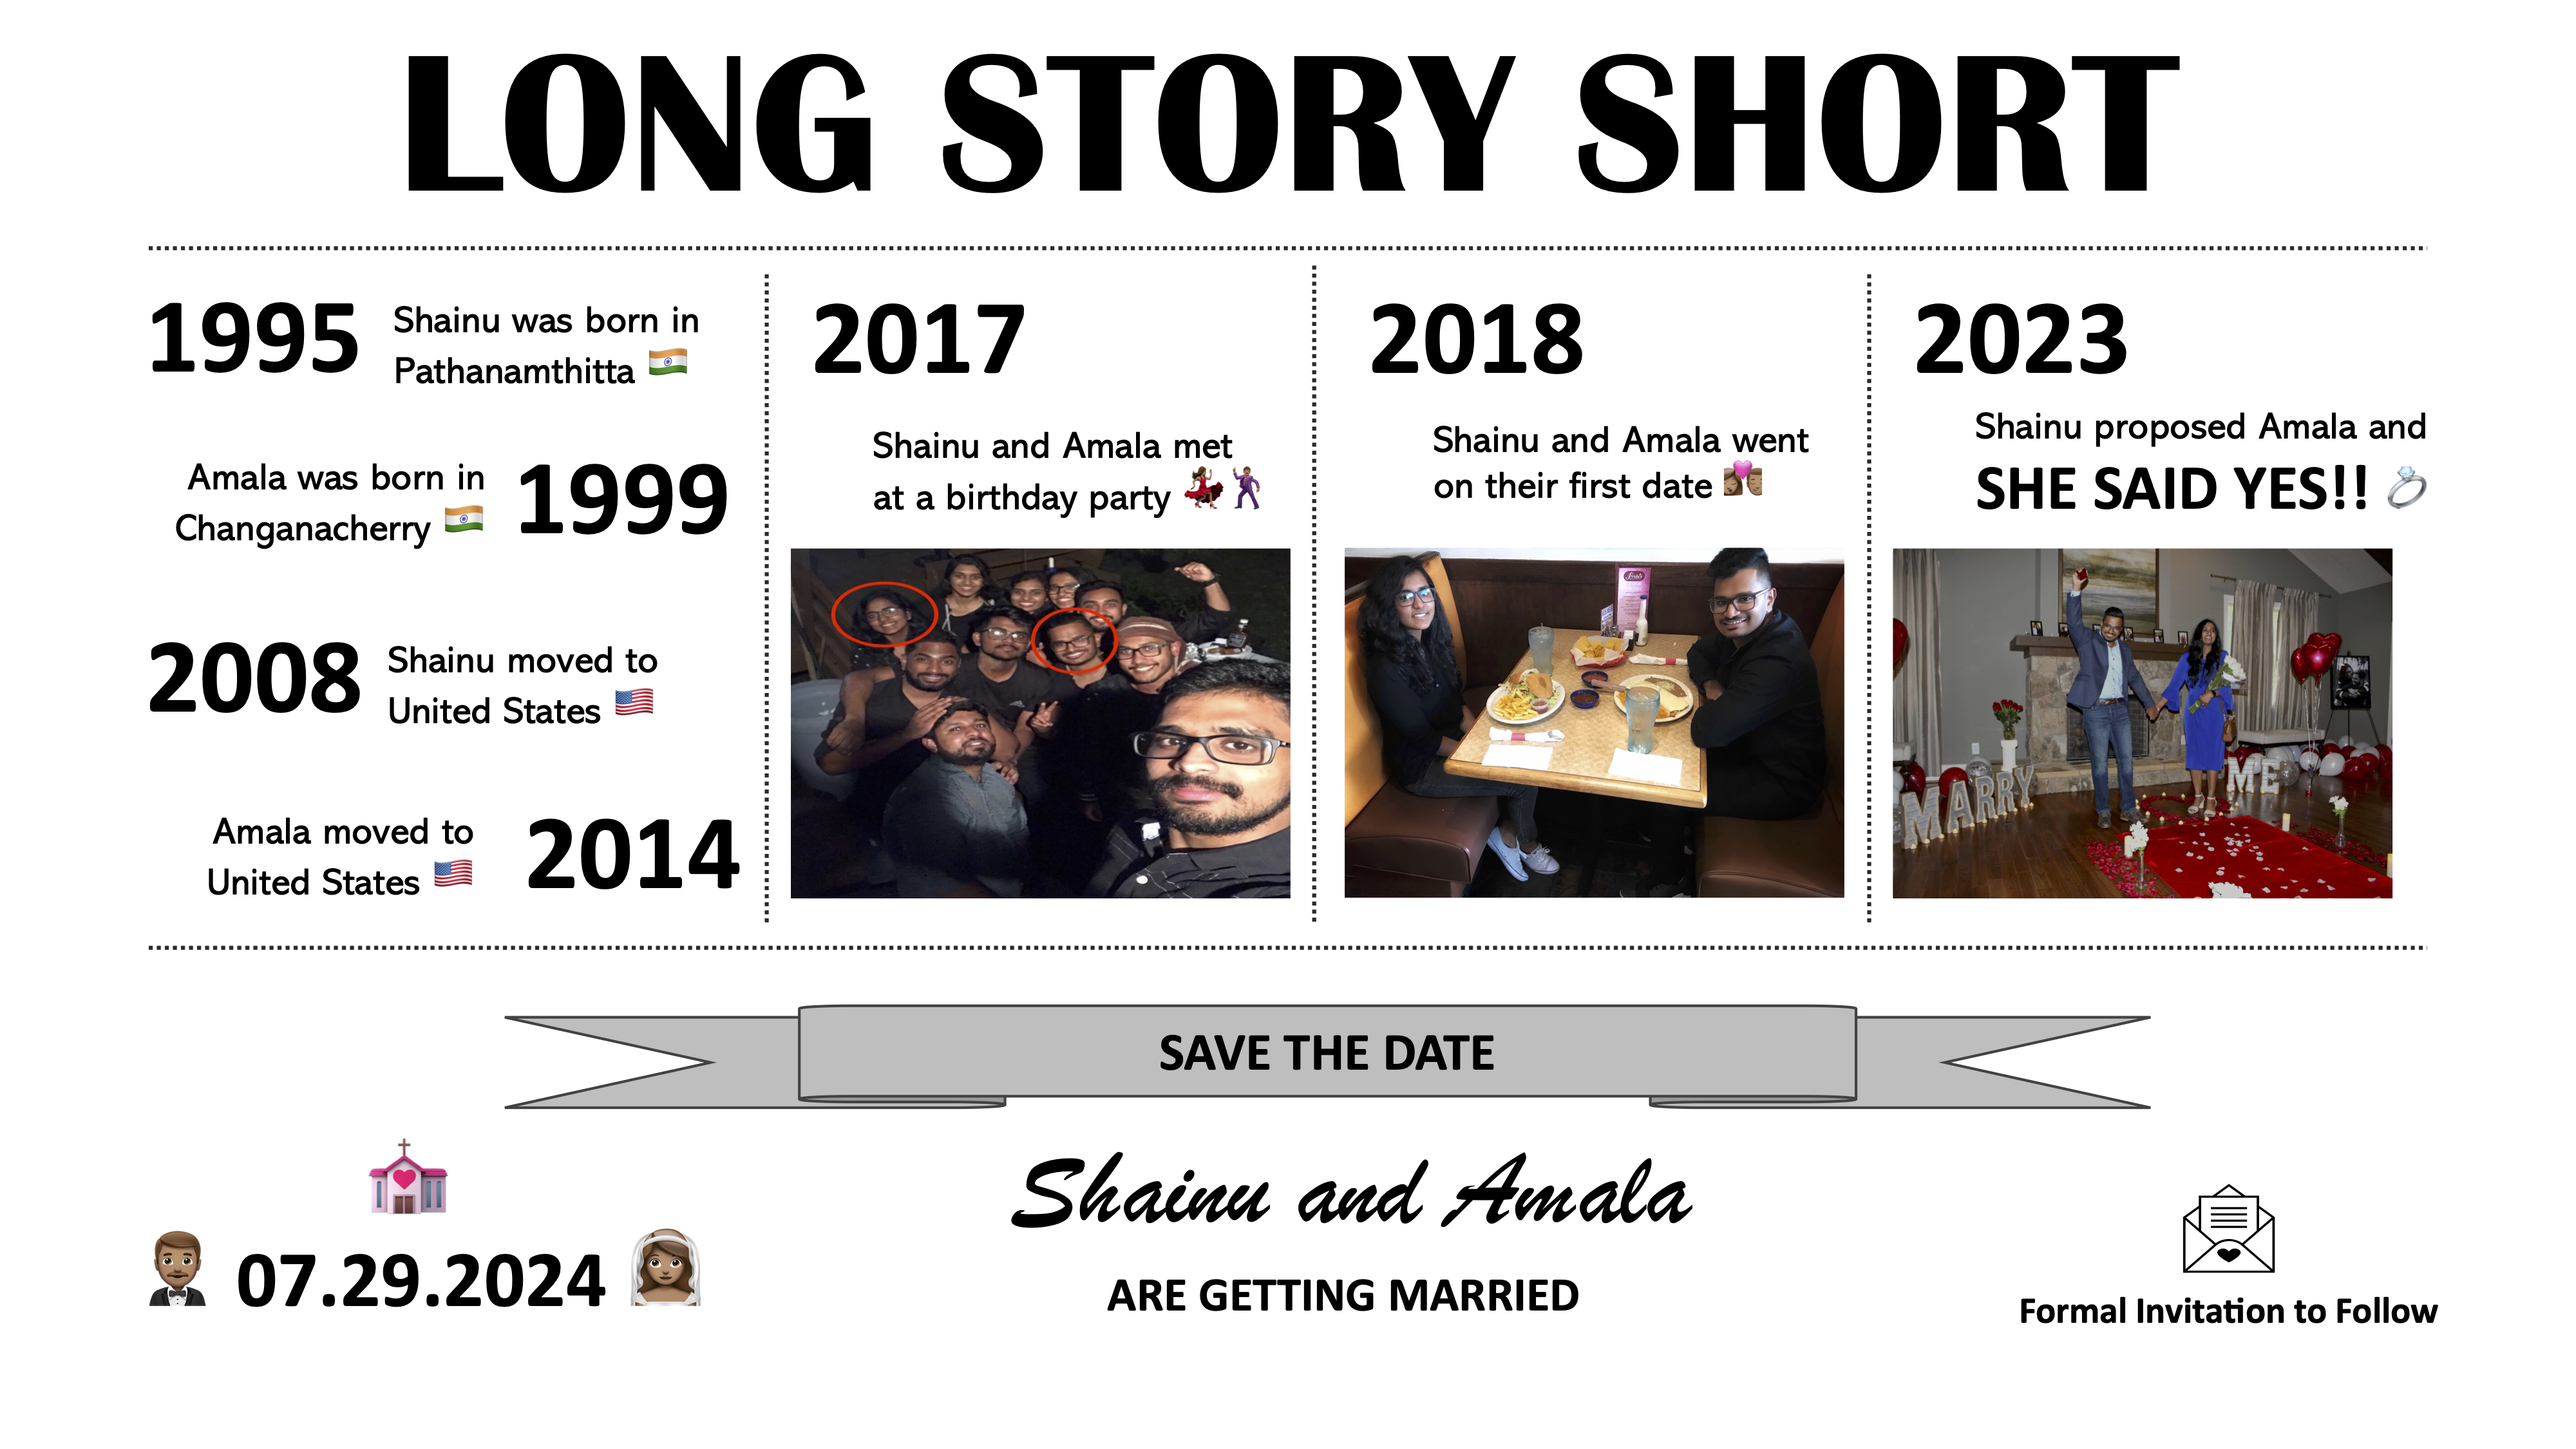 LONG STORY SHORT
1995
Shainu was born in
Pathanamthitta
Amala was born in
Changanacherry
1999
2008
Shainu moved to
United States
Amala moved to
United States
2014
2017
Shainu and Amala met
at a birthday party
2018
Shainu and Amala went
on their first date
2023
Shainu proposed Amala and
SHE SAID YES!!
MARRY
ME
SAVE THE DATE
07.29.2024
Shainu and Amala
ARE GETTING MARRIED
Formal Invitation to Follow